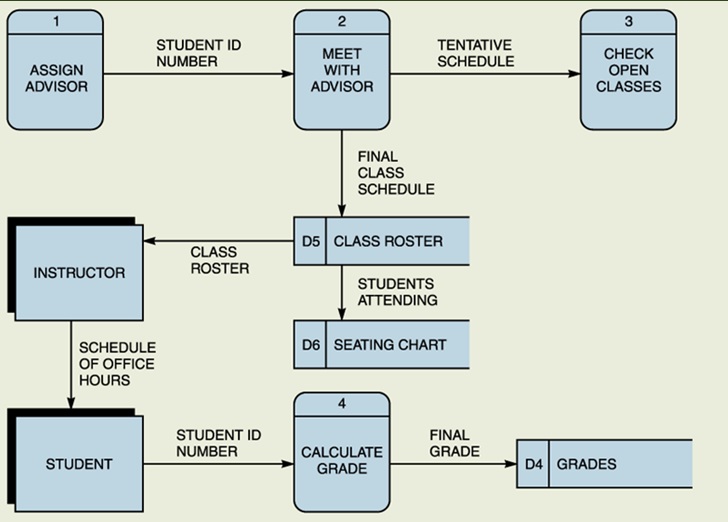 1
ASSIGN
ADVISOR
STUDENT ID
NUMBER
2
MEET
WITH
ADVISOR
TENTATIVE
SCHEDULE
3
CHECK
OPEN
CLASSES
FINAL
CLASS
SCHEDULE
INSTRUCTOR
CLASS
ROSTER
D5 CLASS ROSTER
STUDENTS
ATTENDING
D6 SEATING CHART
SCHEDULE
OF OFFICE
HOURS
STUDENT
STUDENT ID
NUMBER
4
CALCULATE
GRADE
FINAL
GRADE
D4 GRADES